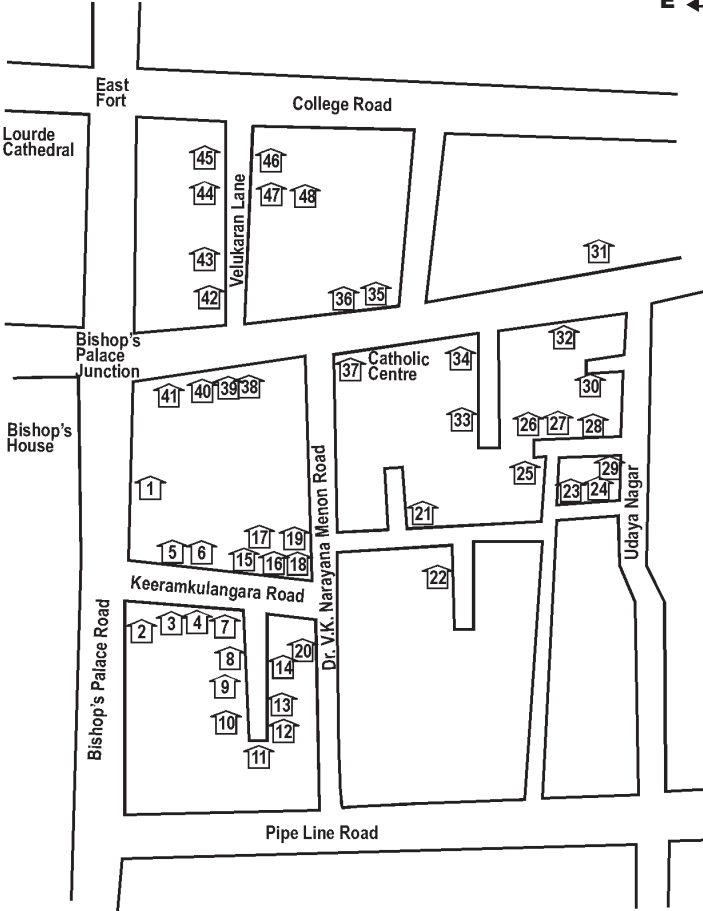 E
East
Fort
College Road
Lourde
Cathedral
45
46
44
47
48
Velukaran Lane
43
31
42
36
35
Bishop's
Palace
Junction
32
34
37
Catholic
Centre
41
40
39
38
30
Bishop's
House
33
26
27
28
25
29
1
23
24
21
Dr. V.K. Narayana Menon Road
Udaya Nagar
5
6
17
19
15
16
18
22
Keeramkulangara Road
2
3
4
7
20
8
14
9
13
10
12
11
Bishop's Palace Road
Pipe Line Road